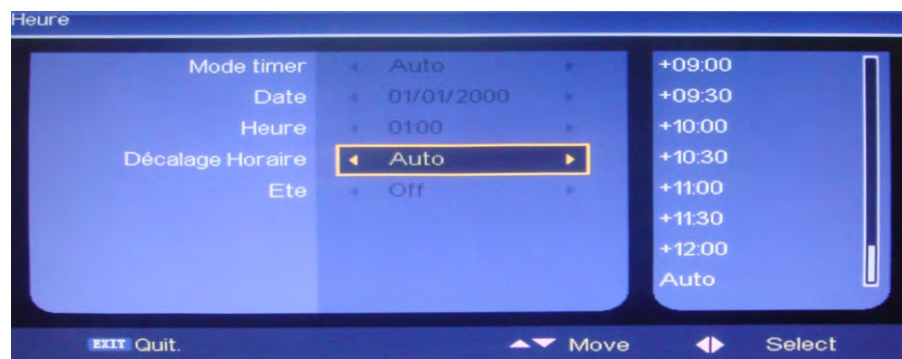 Heure
Mode timer Auto
Date 01/01/2000
Heure 01:00
Décalage Horaire Auto
Ete Off
+09:00
+09:30
+10:00
+10:30
+11:00
+11:30
+12:00
Auto
EXIT Quit. Move Select